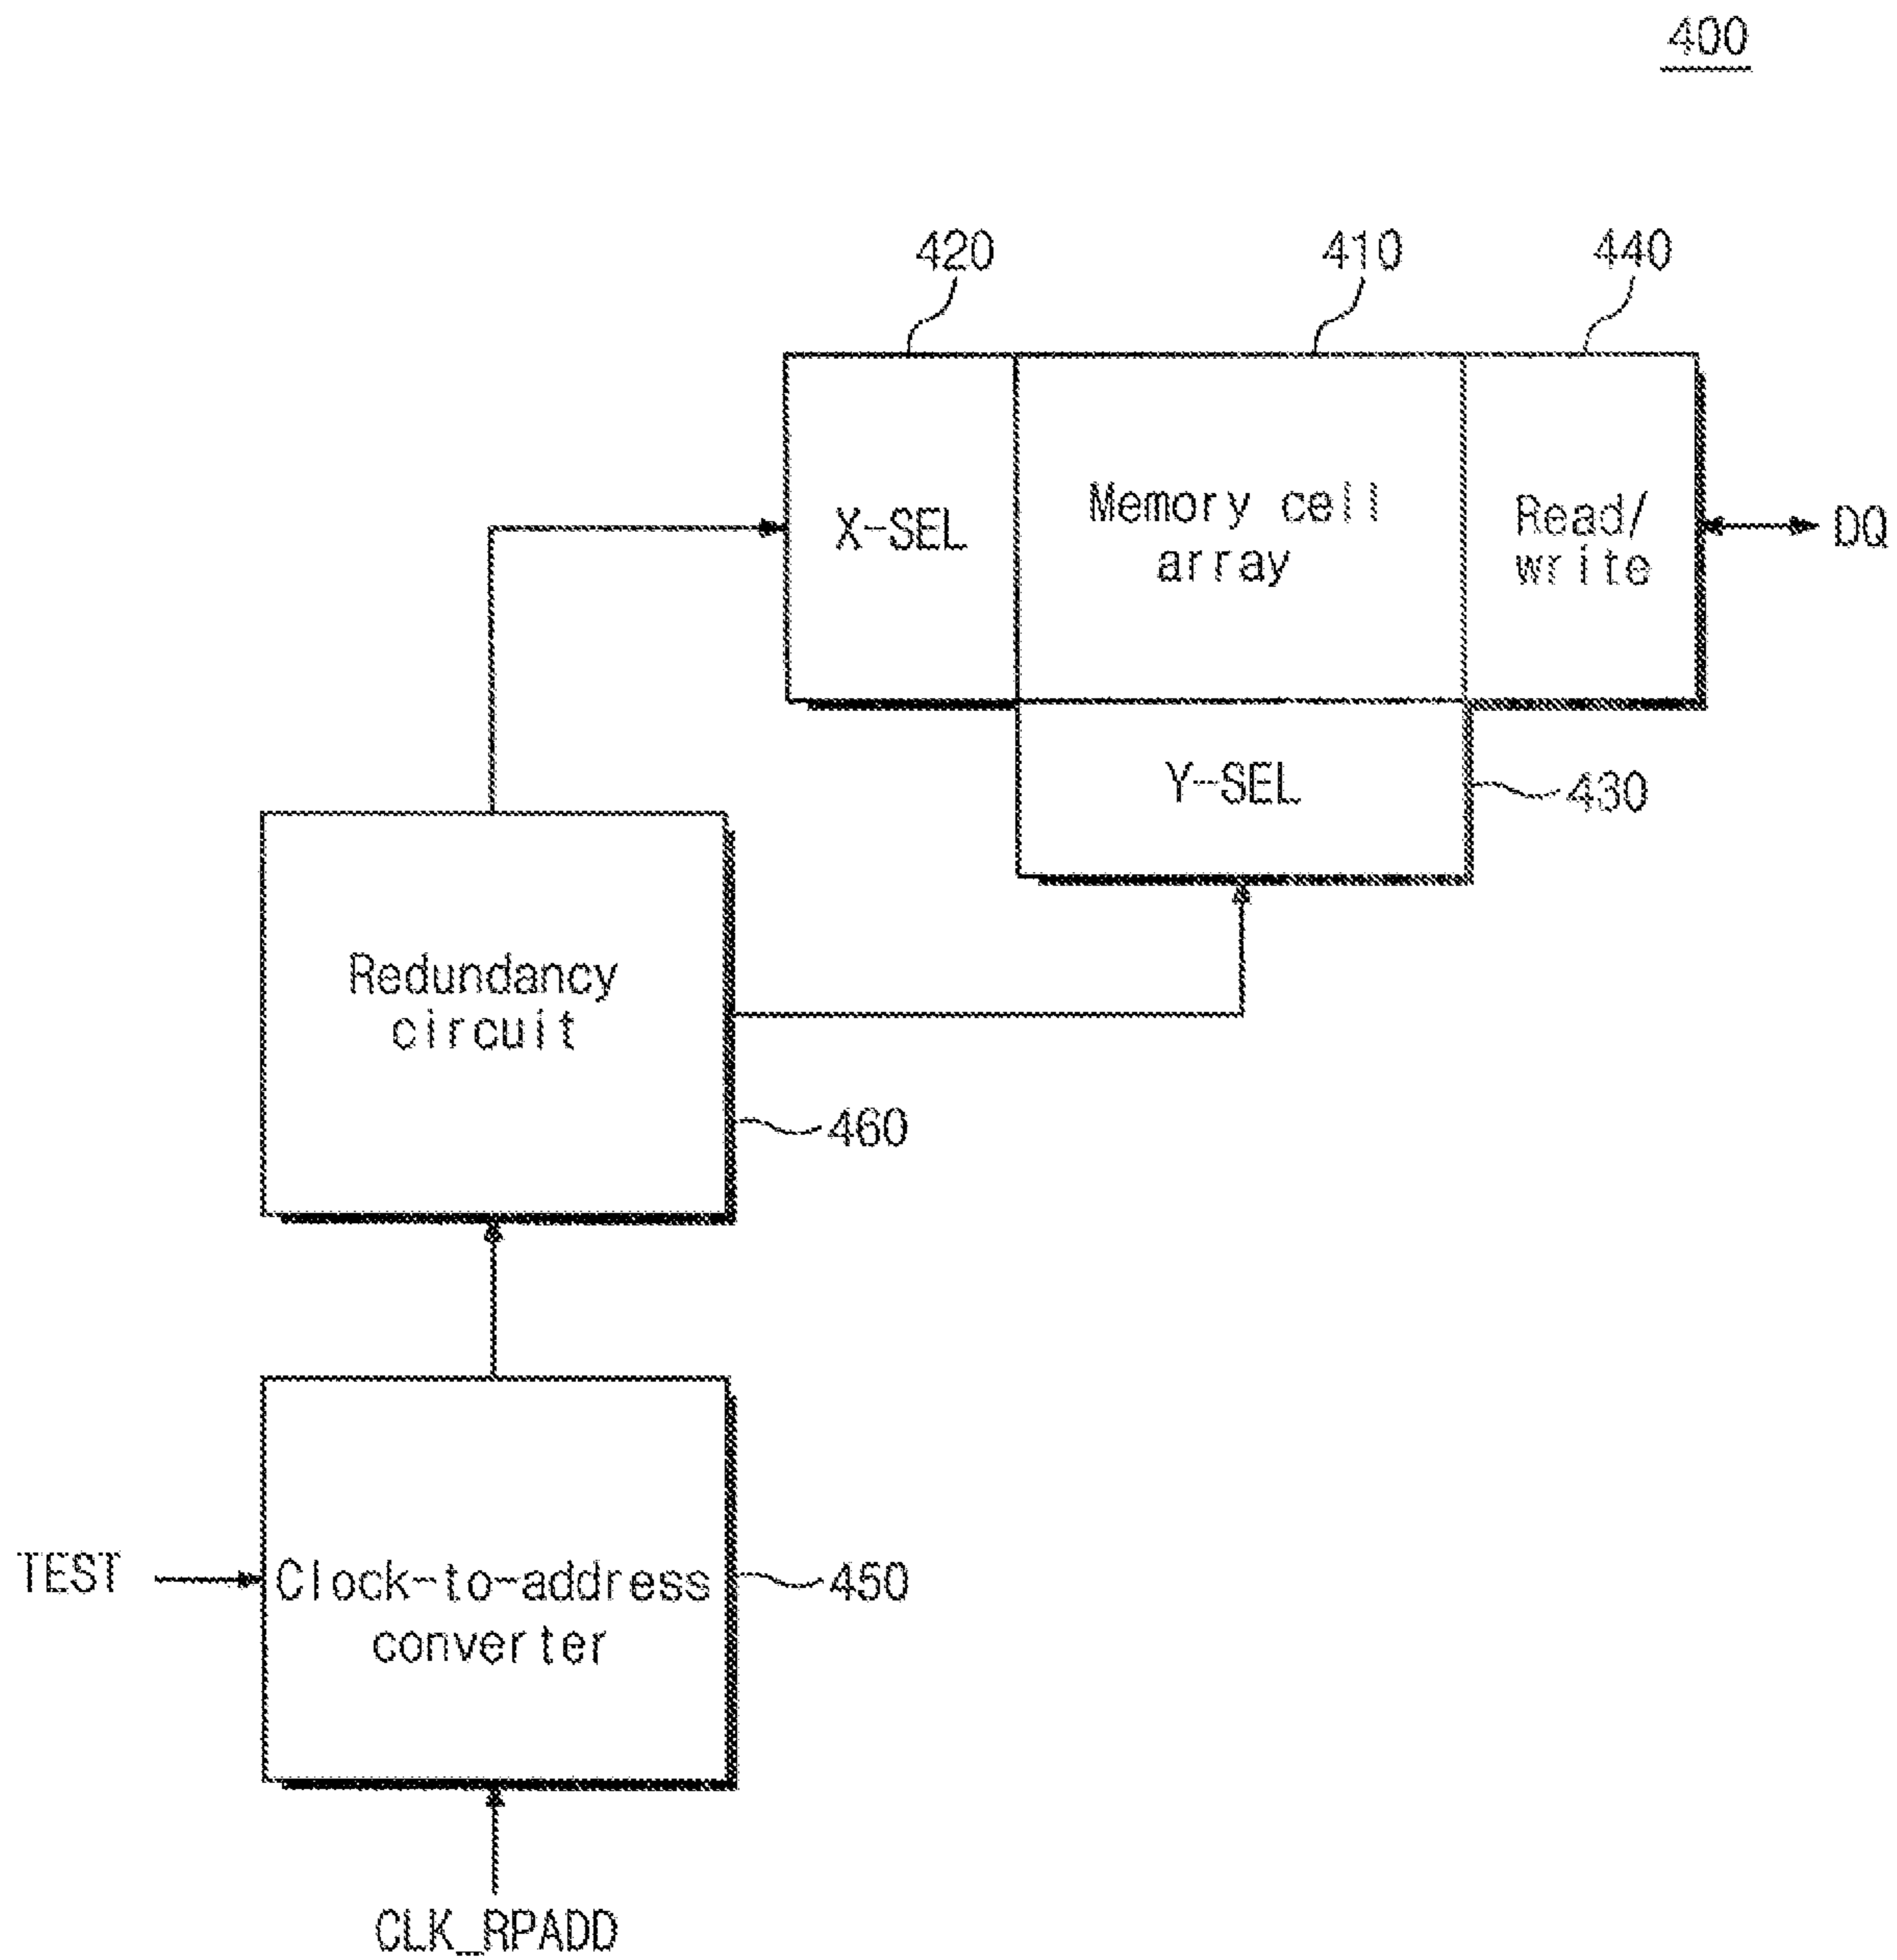 400
420
410
440
X-SEL
Memory cell
array
Read/
write
DQ
Y-SEL
430
Redundancy
circuit
460
TEST
Clock-to-address
converter
450
CLK_RPADD